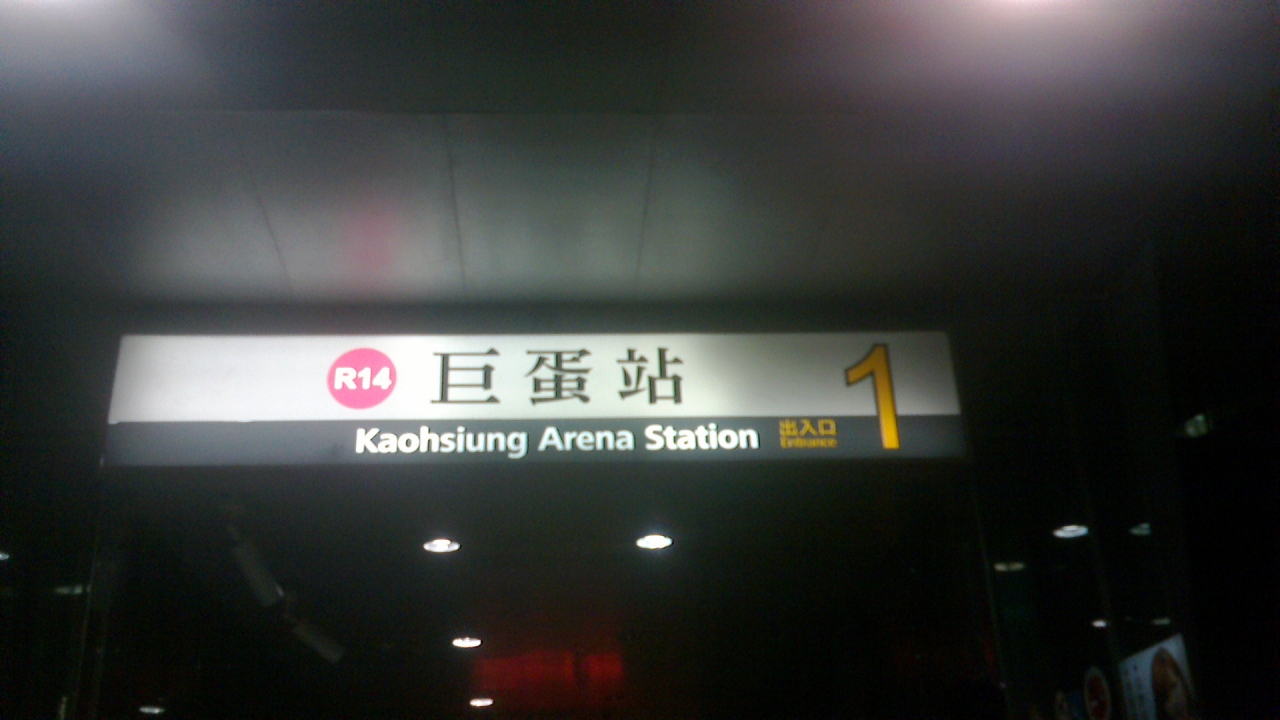 R14 巨蛋站 1
Kaohsiung Arena Station 出入口
Entrance